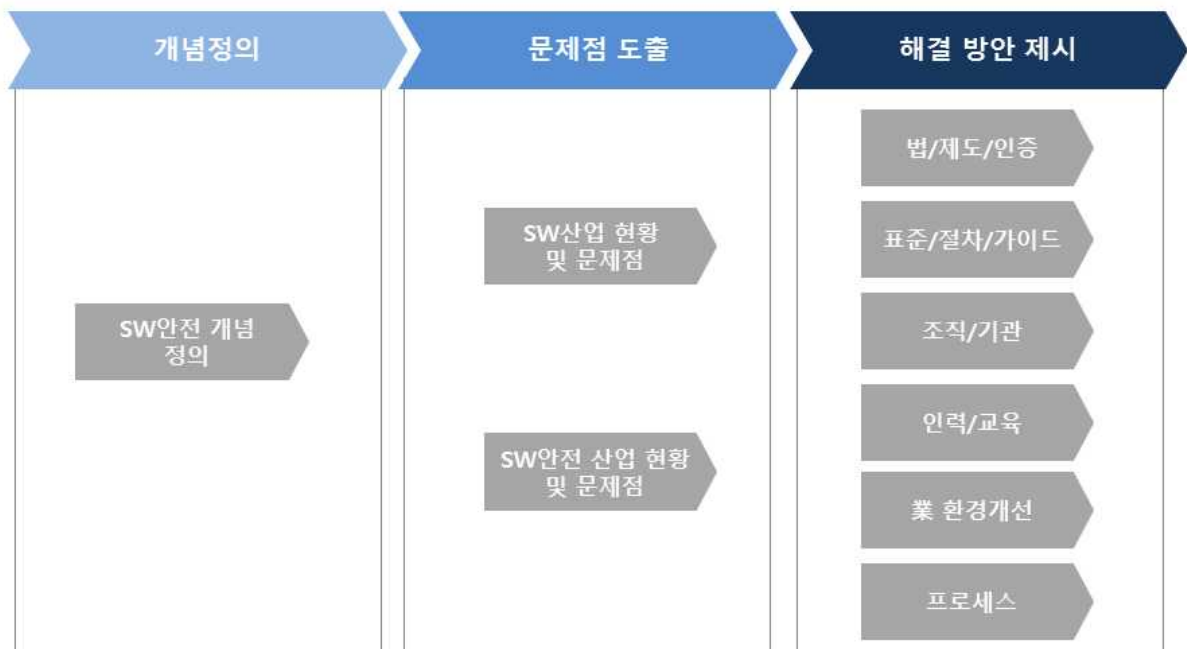 개념정의
문제점 도출
해결 방안 제시
SW안전 개념
정의
SW산업 현황
및 문제점
SW안전 산업 현황
및 문제점
법/제도/인증
표준/절차/가이드
조직/기관
인력/교육
業 환경개선
프로세스